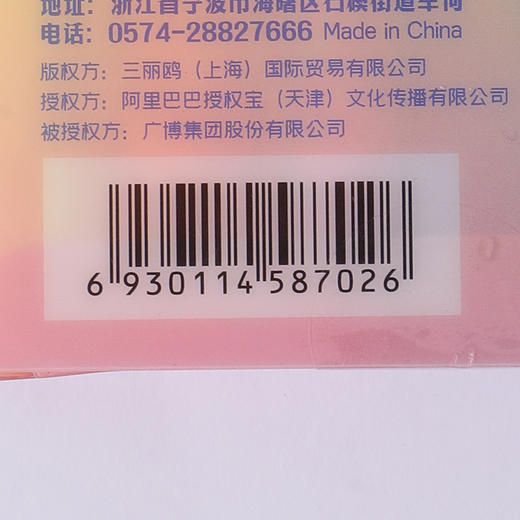 地址：浙江省宁波市海曙区石碶街道车何
电话：0574-28827666 Made in China
版权方：三丽鸥（上海）国际贸易有限公司
授权方：阿里巴巴授权宝（天津）文化传播有限公司
被授权方：广博集团股份有限公司
6 930114 587026